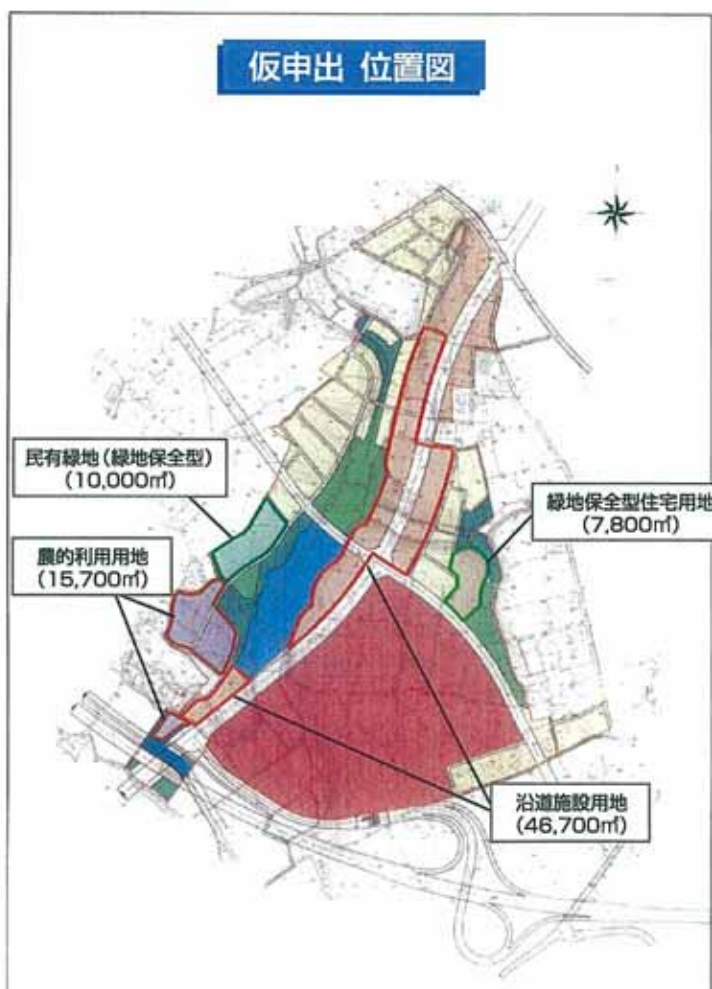 仮申出 位置図
民有緑地（緑地保全型）
（10,000㎡）
農的利用用地
（15,700㎡）
緑地保全型住宅用地
（7,800㎡）
沿道施設用地
（46,700㎡）